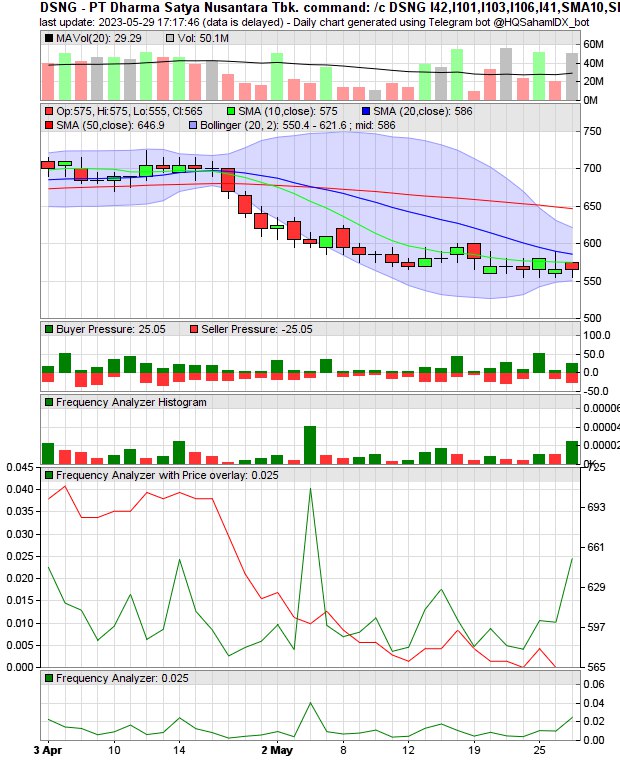 DSNG - PT Dharma Satya Nusantara Tbk. command: /c DSNG I42,I101,I103,I106,I41,SMA10,S
last update: 2023-05-29 17:17:46 (data is delayed) - Daily chart generated using Telegram bot @HQSahamIDX_bot
MAVol(20): 29.29 Vol: 50.1M
60M
40M
20M
0M
Op:575, Hi:575, Lo:555, Cl:565 SMA (10,close): 575 SMA (20,close): 586
SMA (50,close): 646.9 Bollinger (20, 2): 550.4 - 621.6 ; mid: 586
750
700
650
600
550
500
Buyer Pressure: 25.05 Seller Pressure: -25.05
100.0
50.0
0.0
-50.0
Frequency Analyzer Histogram
0.00006
0.00004
0.00002
0K
0.045 725
Frequency Analyzer with Price overlay: 0.025
0.040
693
0.035
0.030
661
0.025
0.020
629
0.015
0.010
597
0.005
0.000 565
Frequency Analyzer: 0.025
0.06
0.04
0.02
0.00
3 Apr 10 14 2 May 8 12 19 25